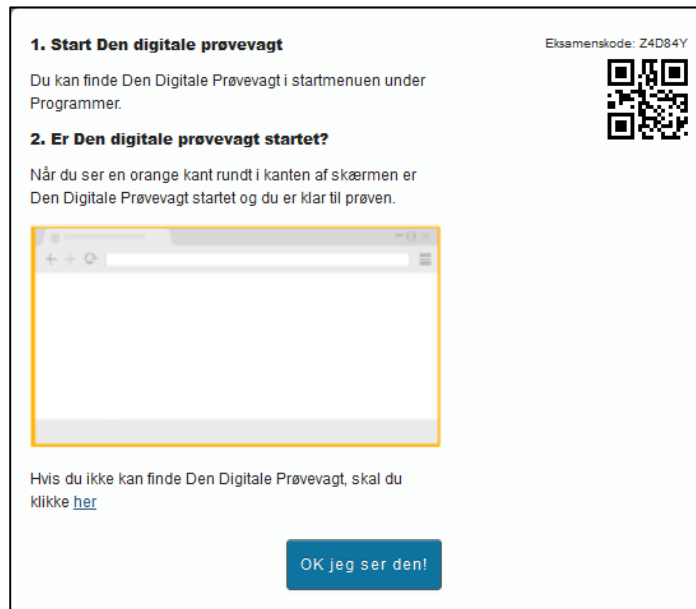 1. Start Den digitale prøvevagt
Eksamenskode: Z4D84Y
Du kan finde Den Digitale Prøvevagt i startmenuen under
Programmer.
2. Er Den digitale prøvevagt startet?
Når du ser en orange kant rundt i kanten af skærmen er
Den Digitale Prøvevagt startet og du er klar til prøven.
Hvis du ikke kan finde Den Digitale Prøvevagt, skal du
klikke her
OK jeg ser den!